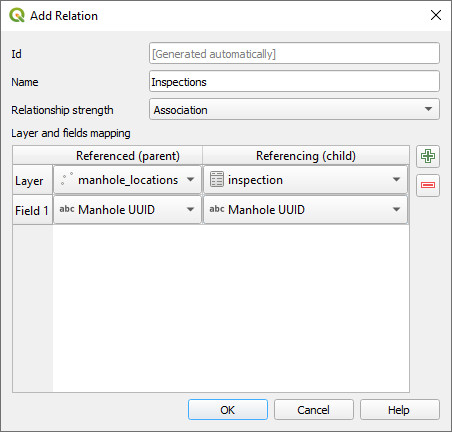 Add Relation
Id [Generated automatically]
Name Inspections
Relationship strength Association
Layer and fields mapping
Referenced (parent) Referencing (child)
Layer manhole_locations inspection
Field 1 abc Manhole UUID abc Manhole UUID
OK Cancel Help